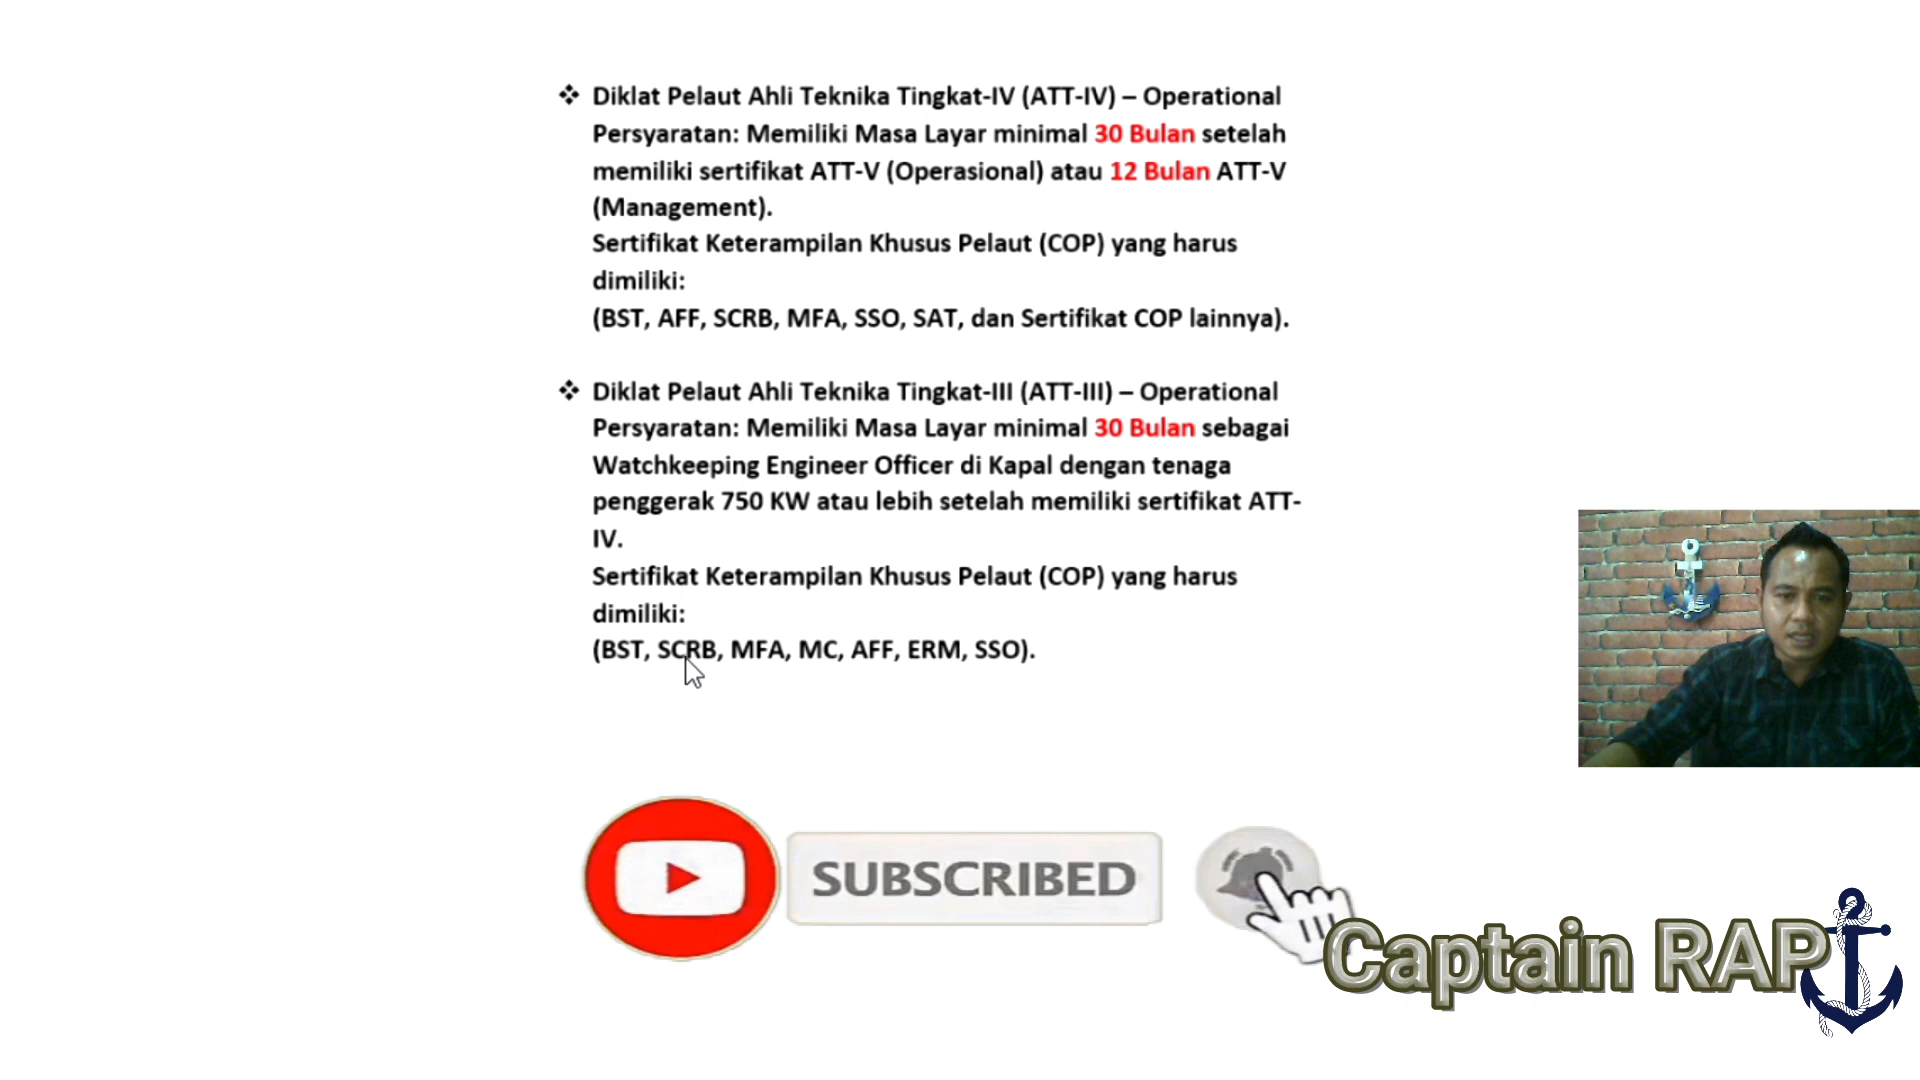 ❖ Diklat Pelaut Ahli Teknika Tingkat-IV (ATT-IV) – Operational
Persyaratan: Memiliki Masa Layar minimal 30 Bulan setelah
memiliki sertifikat ATT-V (Operasional) atau 12 Bulan ATT-V
(Management).
Sertifikat Keterampilan Khusus Pelaut (COP) yang harus
dimiliki:
(BST, AFF, SCRB, MFA, SSO, SAT, dan Sertifikat COP lainnya).
❖ Diklat Pelaut Ahli Teknika Tingkat-III (ATT-III) – Operational
Persyaratan: Memiliki Masa Layar minimal 30 Bulan sebagai
Watchkeeping Engineer Officer di Kapal dengan tenaga
penggerak 750 KW atau lebih setelah memiliki sertifikat ATT-
IV.
Sertifikat Keterampilan Khusus Pelaut (COP) yang harus
dimiliki:
(BST, SCRB, MFA, MC, AFF, ERM, SSO).
SUBSCRIBED
Captain RAP